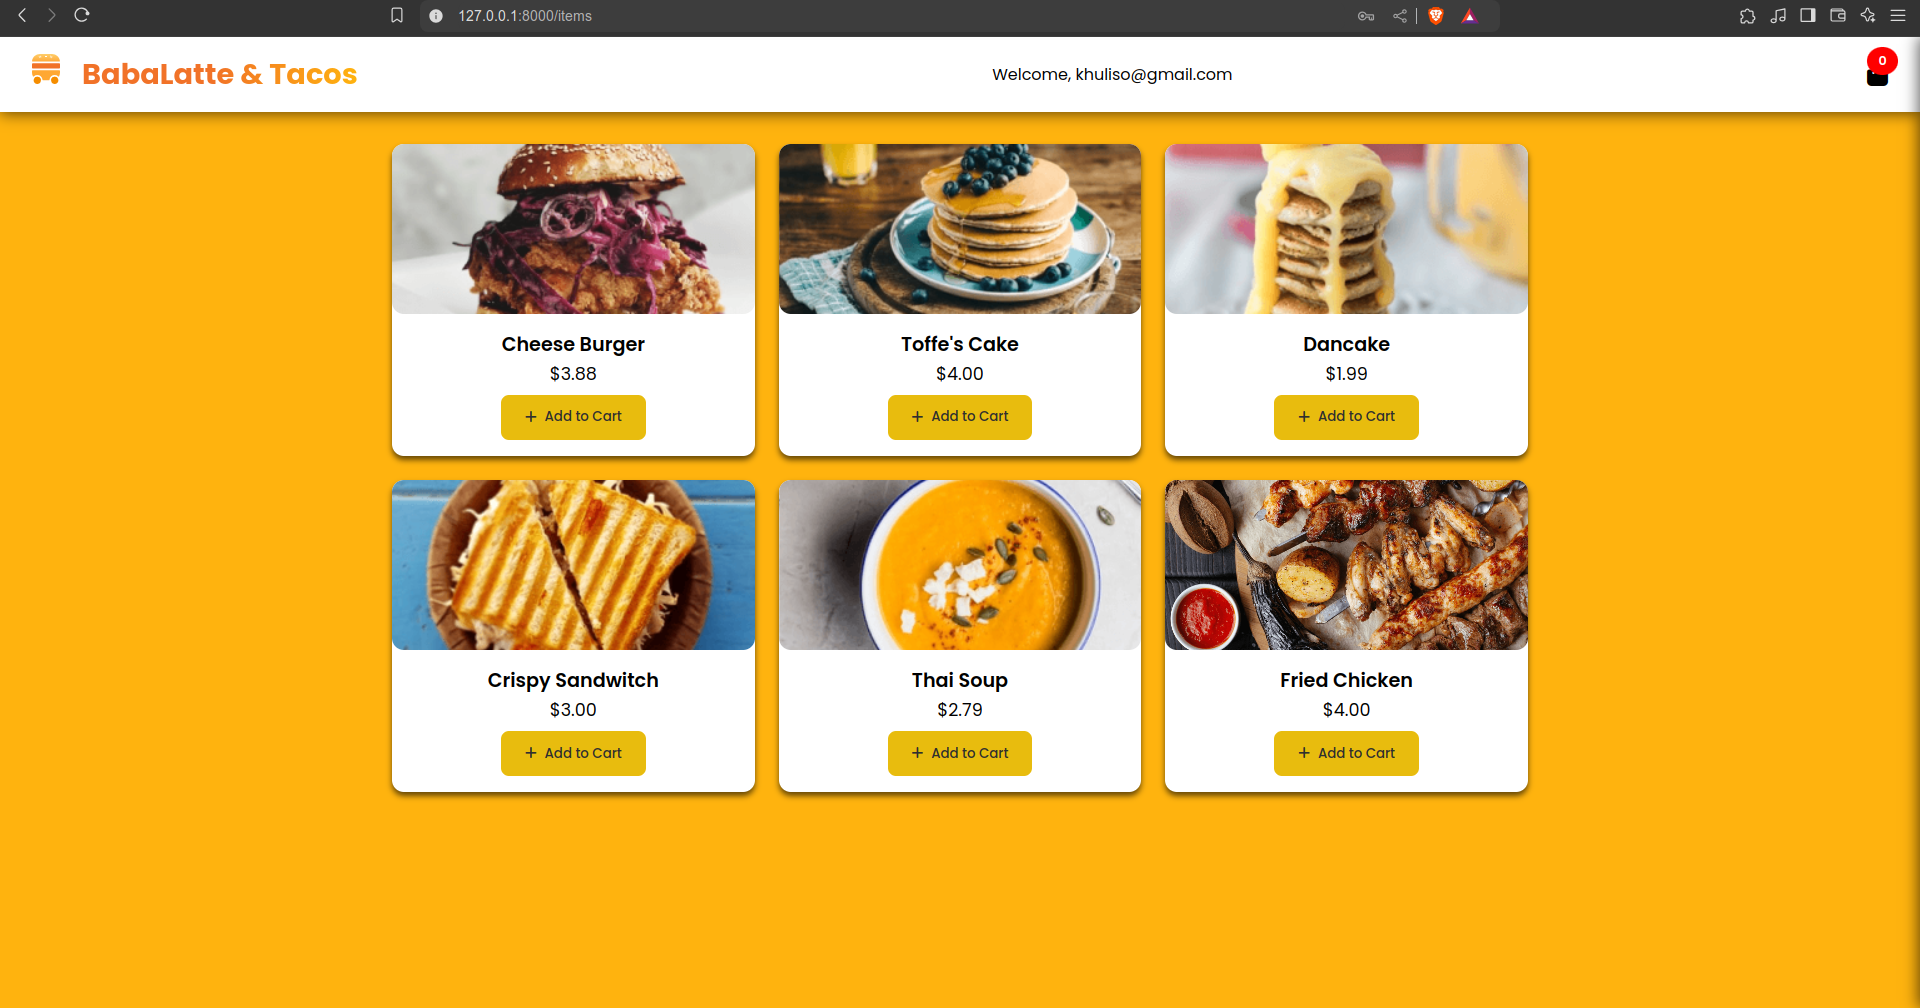 127.0.0.1:8000/items
BabaLatte & Tacos
Welcome, khuliso@gmail.com
0
Cheese Burger
$3.88
+ Add to Cart
Toffe's Cake
$4.00
+ Add to Cart
Dancake
$1.99
+ Add to Cart
Crispy Sandwitch
$3.00
+ Add to Cart
Thai Soup
$2.79
+ Add to Cart
Fried Chicken
$4.00
+ Add to Cart